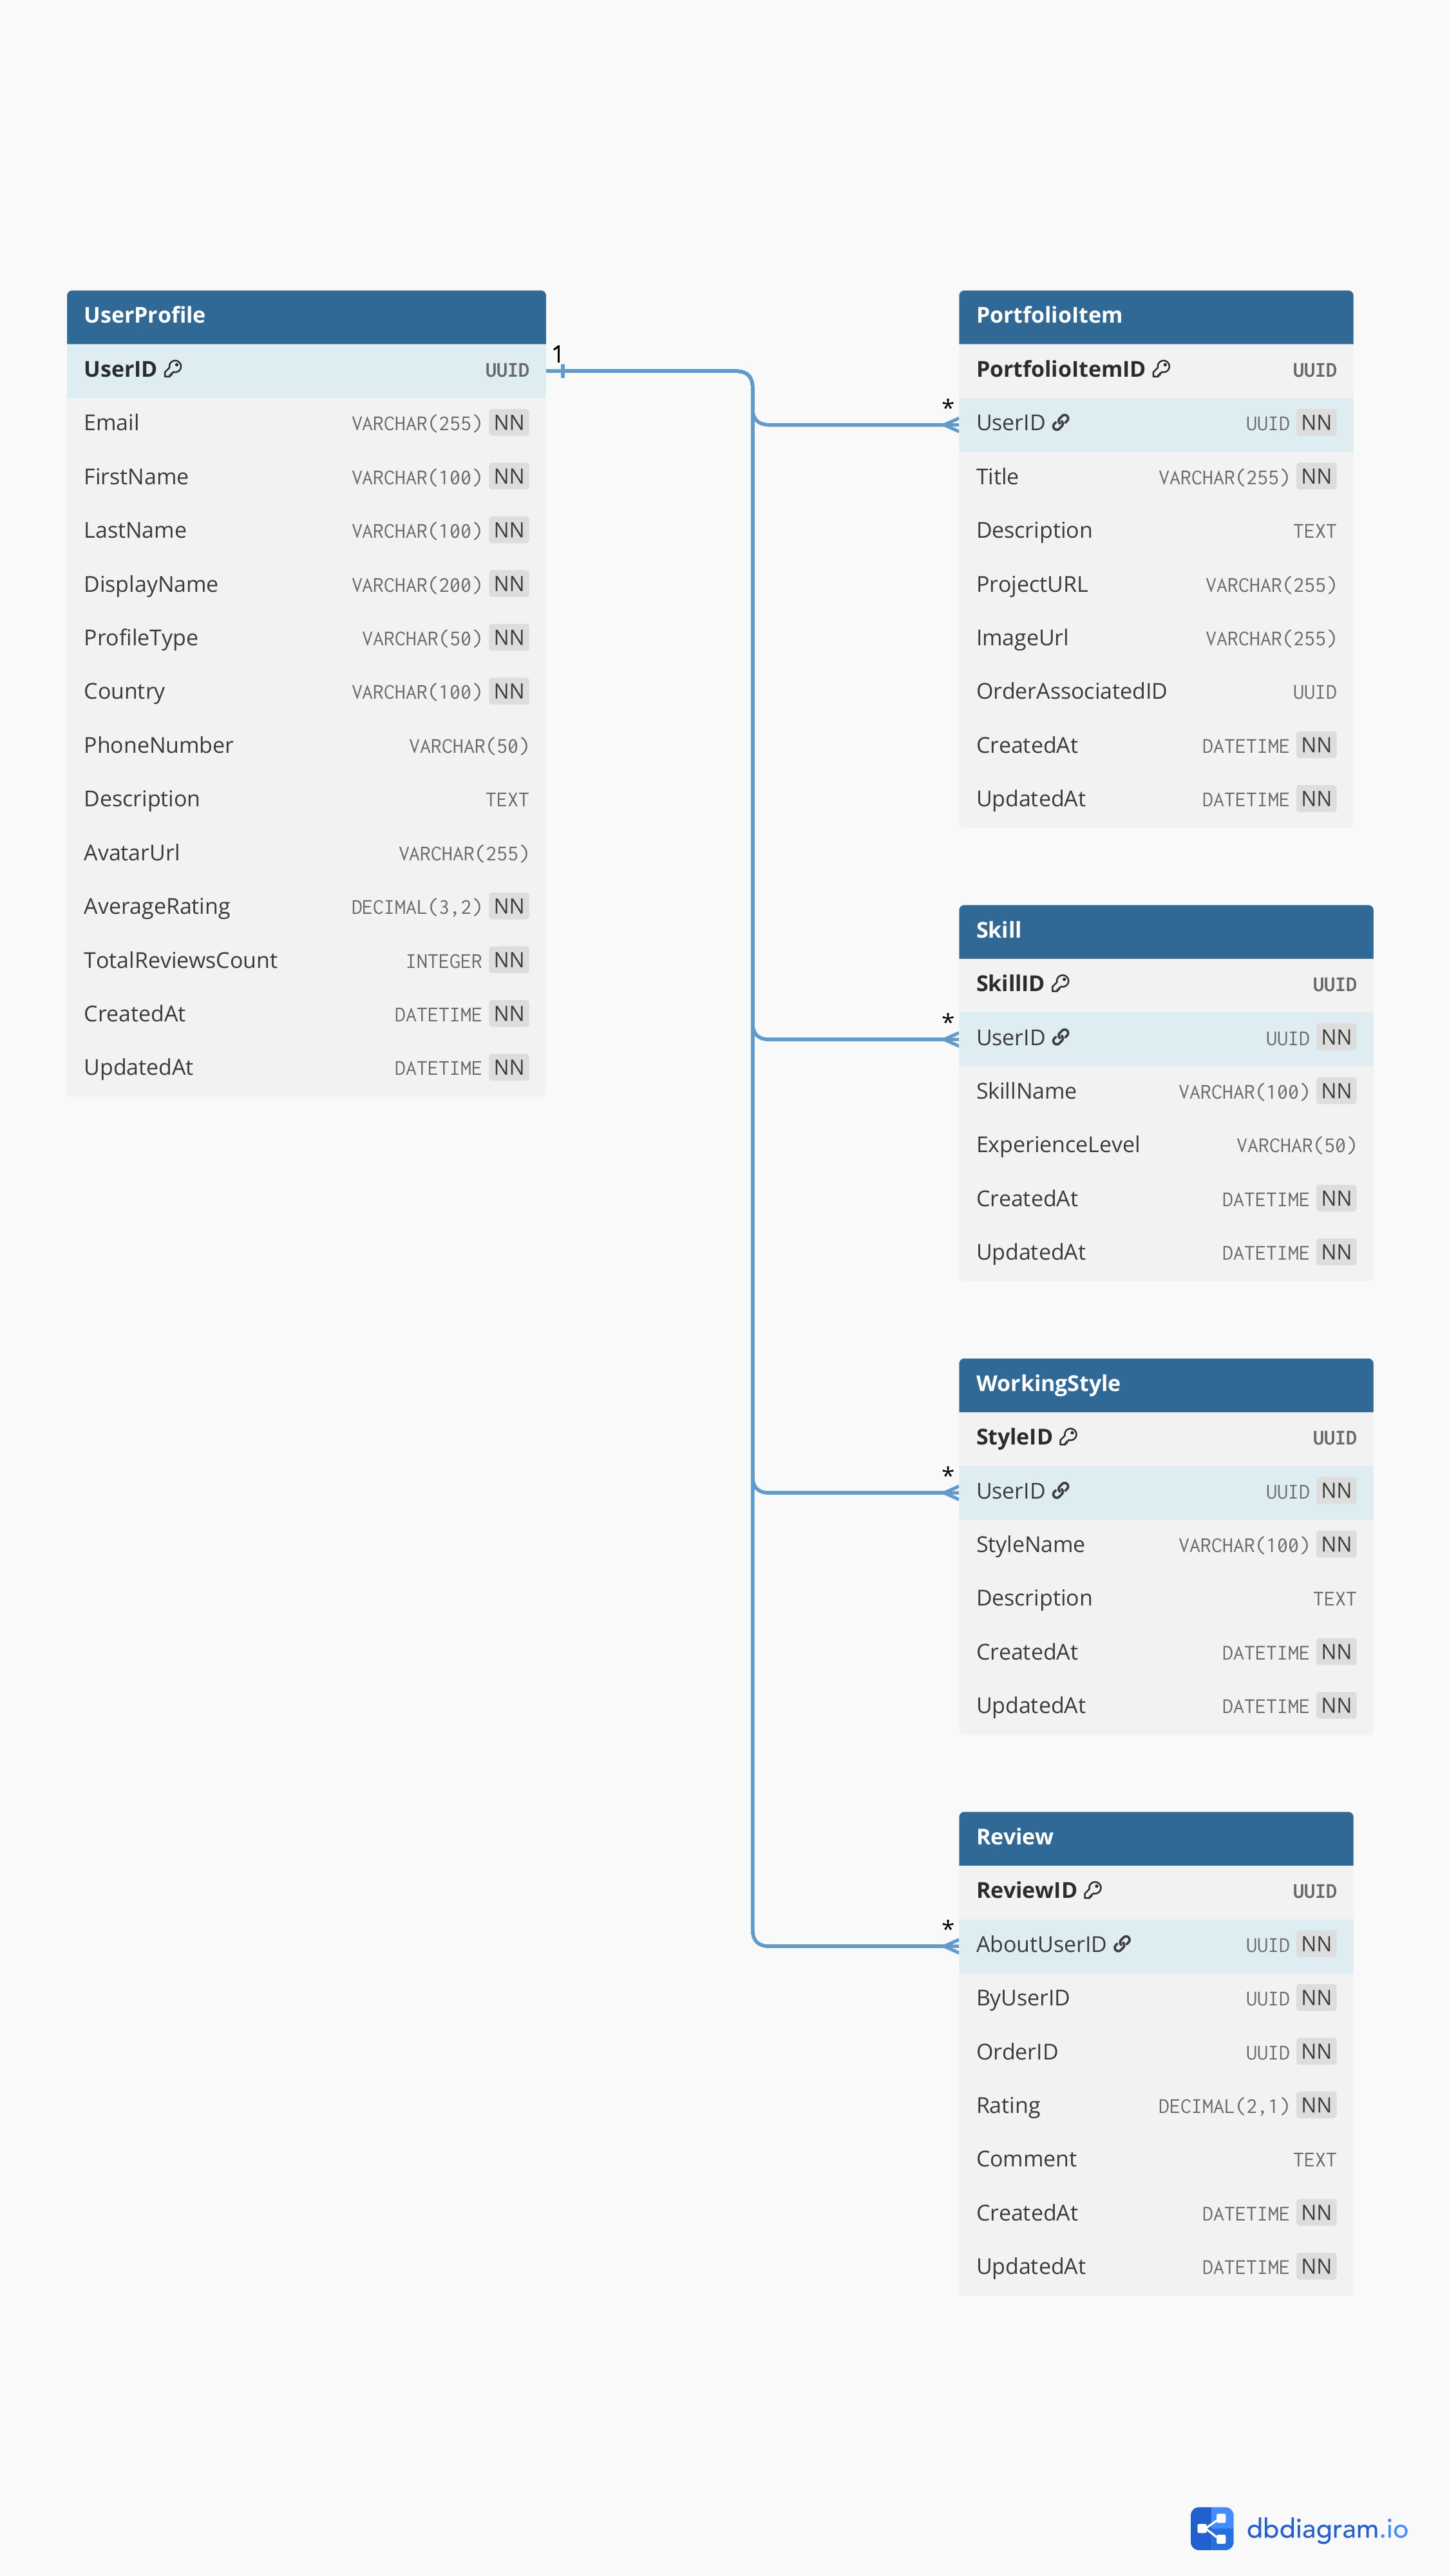 UserProfile
UserID UUID
Email VARCHAR(255) NN
FirstName VARCHAR(100) NN
LastName VARCHAR(100) NN
DisplayName VARCHAR(200) NN
ProfileType VARCHAR(50) NN
Country VARCHAR(100) NN
PhoneNumber VARCHAR(50)
Description TEXT
AvatarUrl VARCHAR(255)
AverageRating DECIMAL(3,2) NN
TotalReviewsCount INTEGER NN
CreatedAt DATETIME NN
UpdatedAt DATETIME NN
1
*
*
*
*
PortfolioItem
PortfolioItemID UUID
UserID UUID NN
Title VARCHAR(255) NN
Description TEXT
ProjectURL VARCHAR(255)
ImageUrl VARCHAR(255)
OrderAssociatedID UUID
CreatedAt DATETIME NN
UpdatedAt DATETIME NN
Skill
SkillID UUID
UserID UUID NN
SkillName VARCHAR(100) NN
ExperienceLevel VARCHAR(50)
CreatedAt DATETIME NN
UpdatedAt DATETIME NN
WorkingStyle
StyleID UUID
UserID UUID NN
StyleName VARCHAR(100) NN
Description TEXT
CreatedAt DATETIME NN
UpdatedAt DATETIME NN
Review
ReviewID UUID
AboutUserID UUID NN
ByUserID UUID NN
OrderID UUID NN
Rating DECIMAL(2,1) NN
Comment TEXT
CreatedAt DATETIME NN
UpdatedAt DATETIME NN
dbdiagram.io